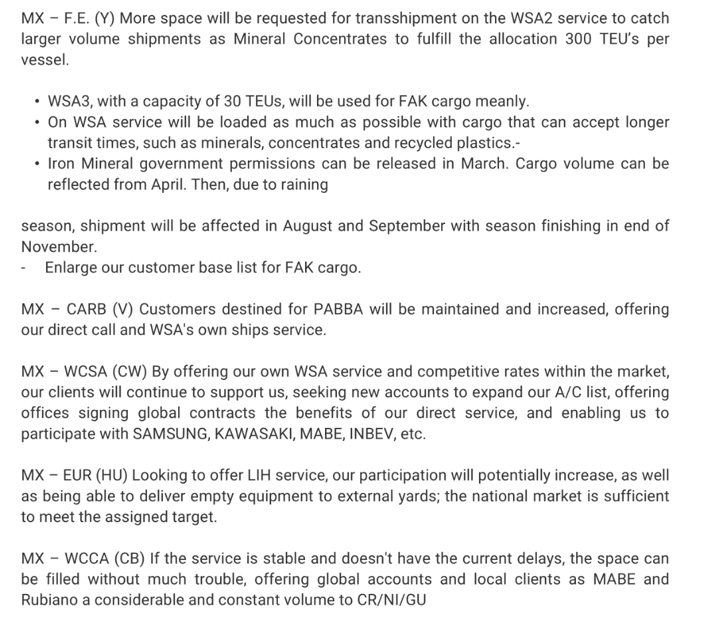 MX – F.E. (Y) More space will be requested for transshipment on the WSA2 service to catch
larger volume shipments as Mineral Concentrates to fulfill the allocation 300 TEU's per
vessel.
• WSA3, with a capacity of 30 TEUs, will be used for FAK cargo meanly.
• On WSA service will be loaded as much as possible with cargo that can accept longer
transit times, such as minerals, concentrates and recycled plastics.-
• Iron Mineral government permissions can be released in March. Cargo volume can be
reflected from April. Then, due to raining
season, shipment will be affected in August and September with season finishing in end of
November.
- Enlarge our customer base list for FAK cargo.
MX – CARB (V) Customers destined for PABBA will be maintained and increased, offering
our direct call and WSA's own ships service.
MX – WCSA (CW) By offering our own WSA service and competitive rates within the market,
our clients will continue to support us, seeking new accounts to expand our A/C list, offering
offices signing global contracts the benefits of our direct service, and enabling us to
participate with SAMSUNG, KAWASAKI, MABE, INBEV, etc.
MX – EUR (HU) Looking to offer LIH service, our participation will potentially increase, as well
as being able to deliver empty equipment to external yards; the national market is sufficient
to meet the assigned target.
MX – WCCA (CB) If the service is stable and doesn't have the current delays, the space can
be filled without much trouble, offering global accounts and local clients as MABE and
Rubiano a considerable and constant volume to CR/NI/GU